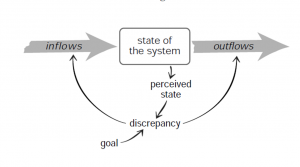 state of
the system
inflows
outflows
perceived
state
discrepancy
goal